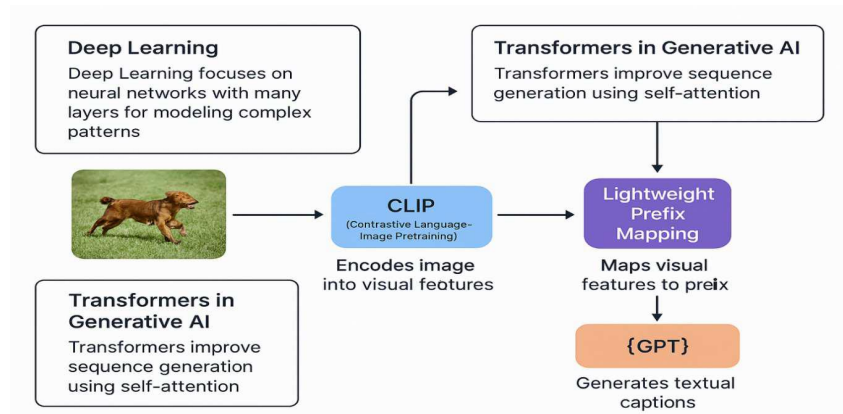 Deep Learning
Deep Learning focuses on
neural networks with many
layers for modeling complex
patterns
Transformers in Generative AI
Transformers improve sequence
generation using self-attention
CLIP
(Contrastive Language-
Image Pretraining)
Encodes image
into visual feotures
Lightweight
Prefix
Mapping
Maps visual
features to preix
Transformers in
Generative AI
Transformers improve
sequence generation
using self-attention
{GPT}
Generates textual
captions